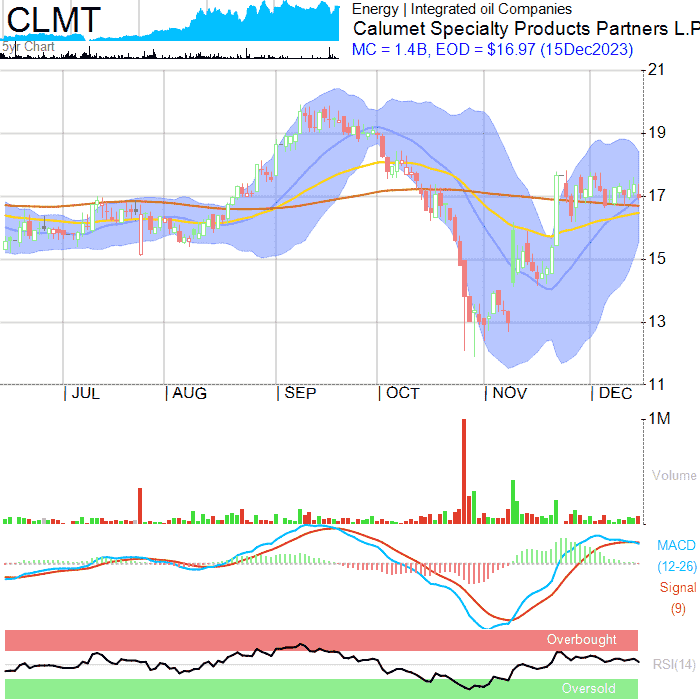 CLMT
5yr Chart
Energy | Integrated oil Companies
Calumet Specialty Products Partners L.P
MC = 1.4B, EOD = $16.97 (15Dec2023)
21
19
17
15
13
11
JUL AUG SEP OCT NOV DEC
1M
Volume
MACD
(12-26)
Signal
(9)
Overbought
RSI(14)
Oversold